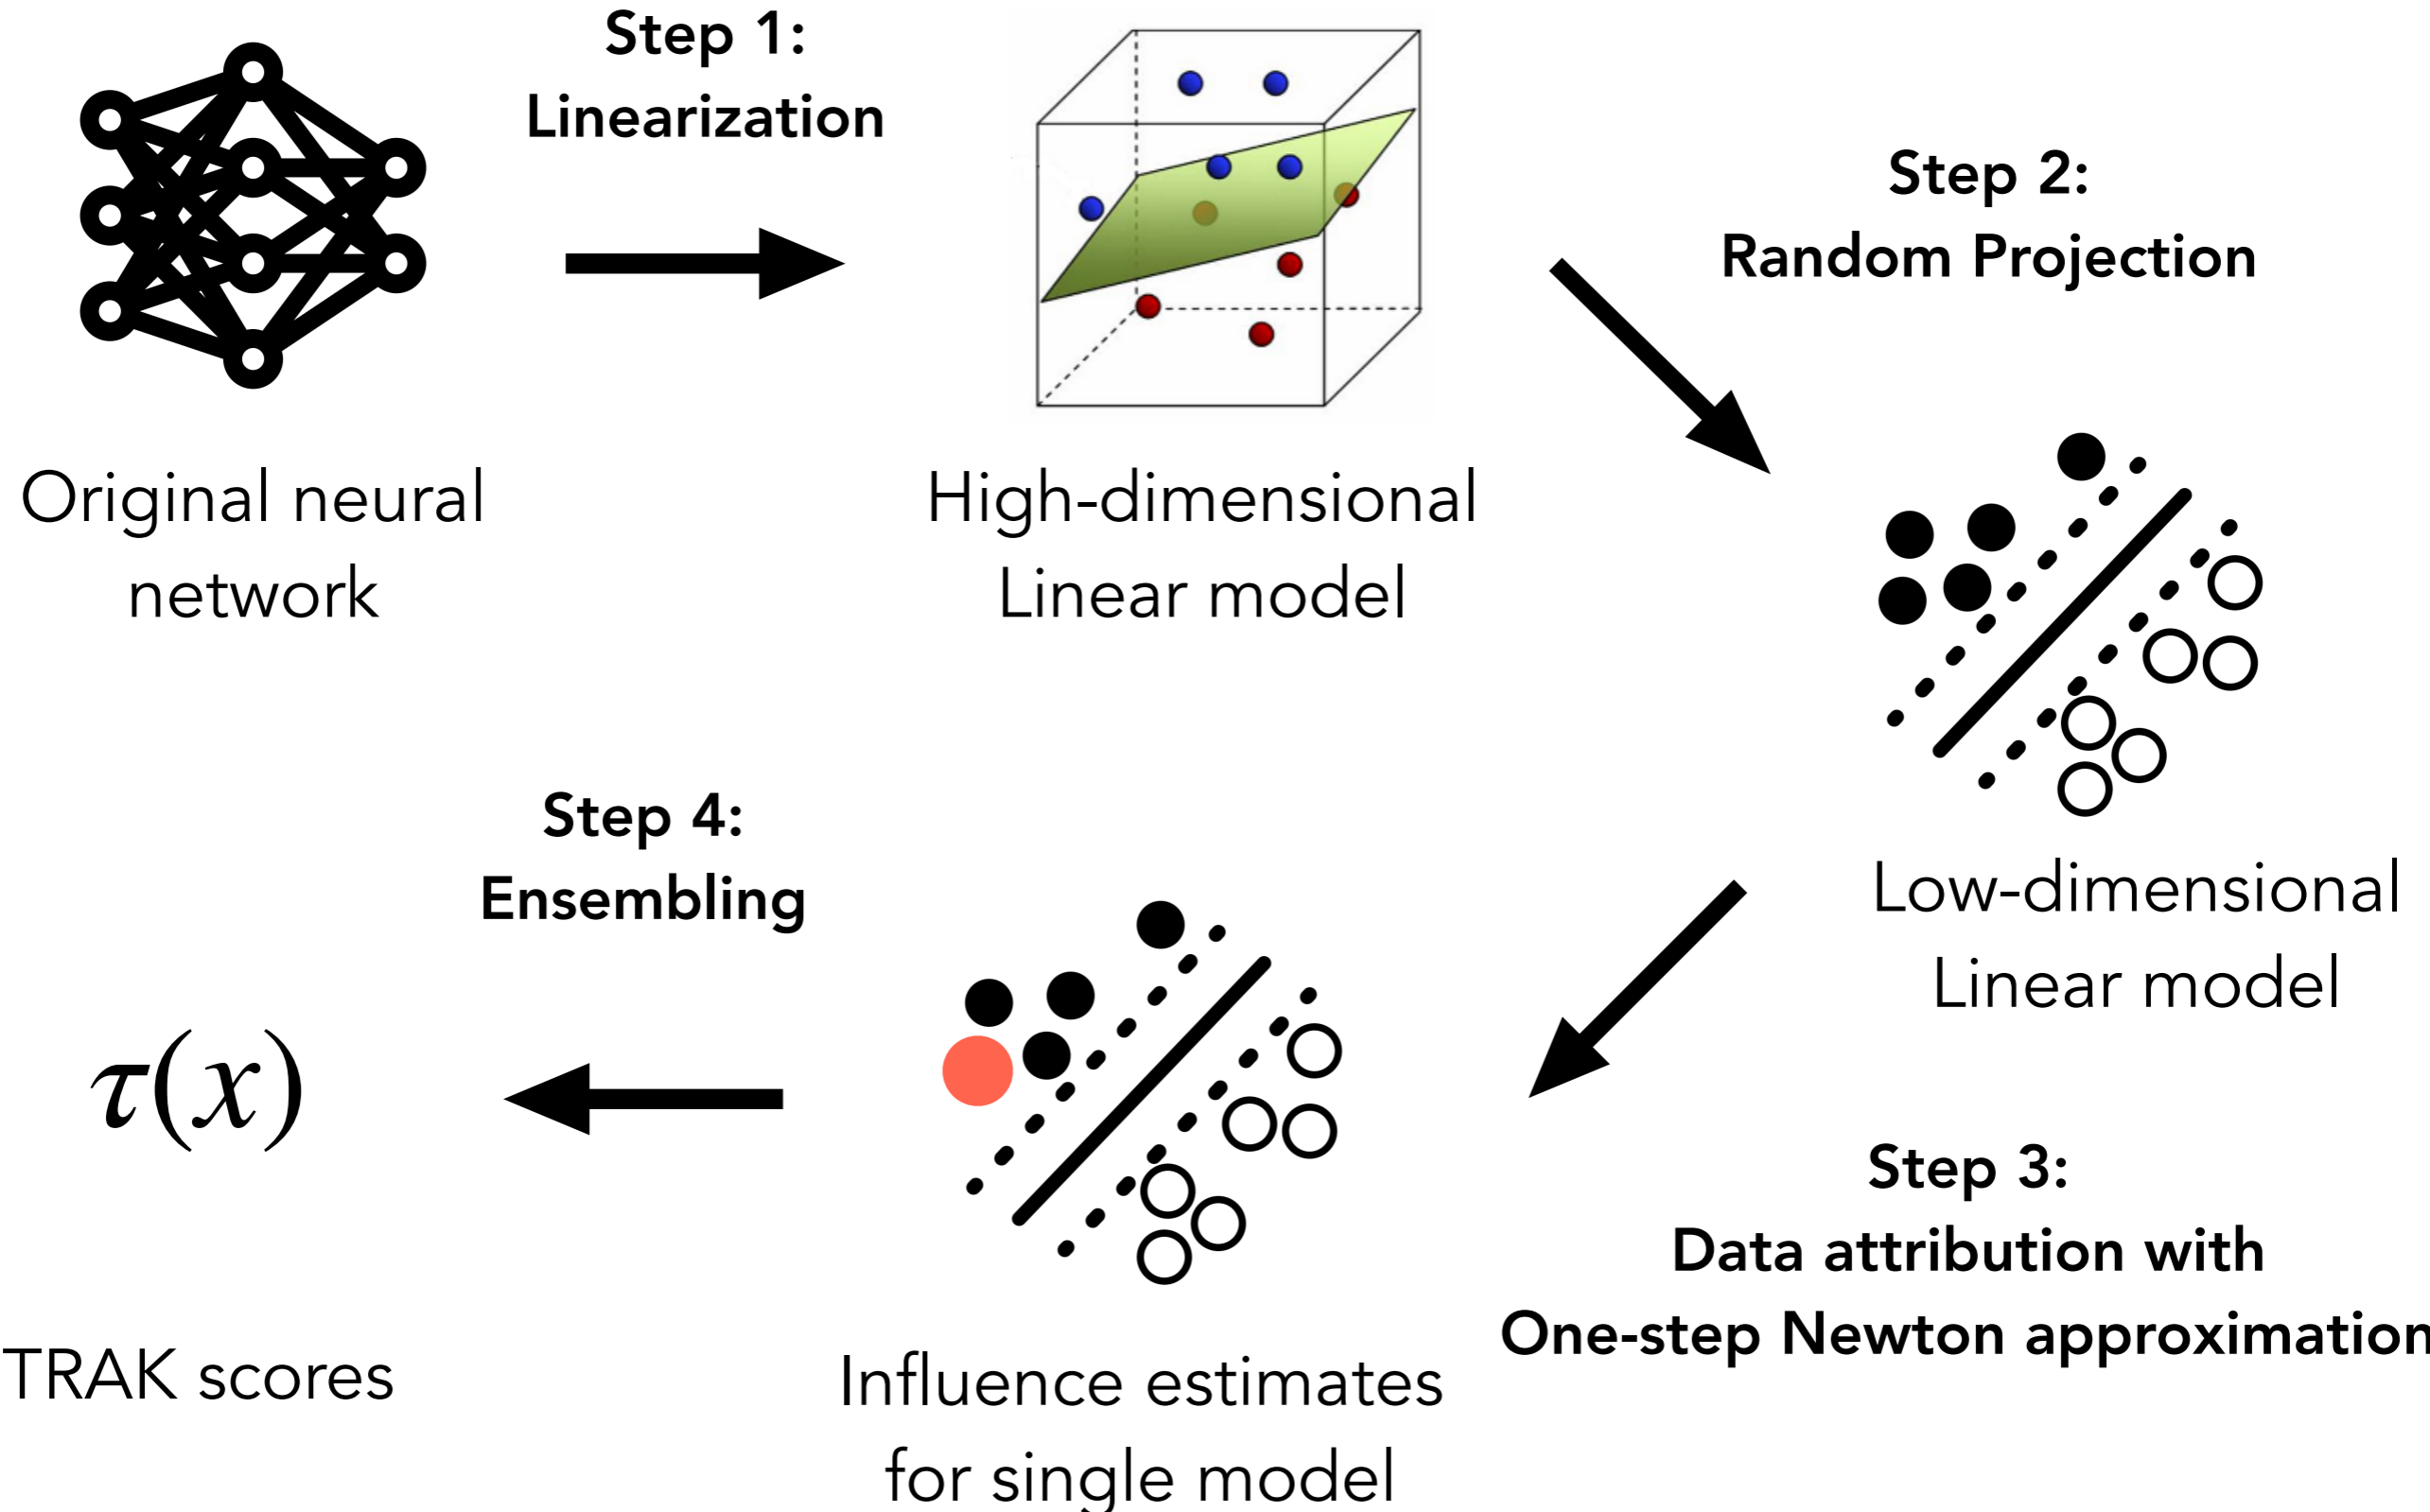 Step 1:
Linearization
Original neural
network
High-dimensional
Linear model
Step 2:
Random Projection
Low-dimensional
Linear model
Step 3:
Data attribution with
One-step Newton approximation
Influence estimates
for single model
Step 4:
Ensembling
τ(x)
TRAK scores